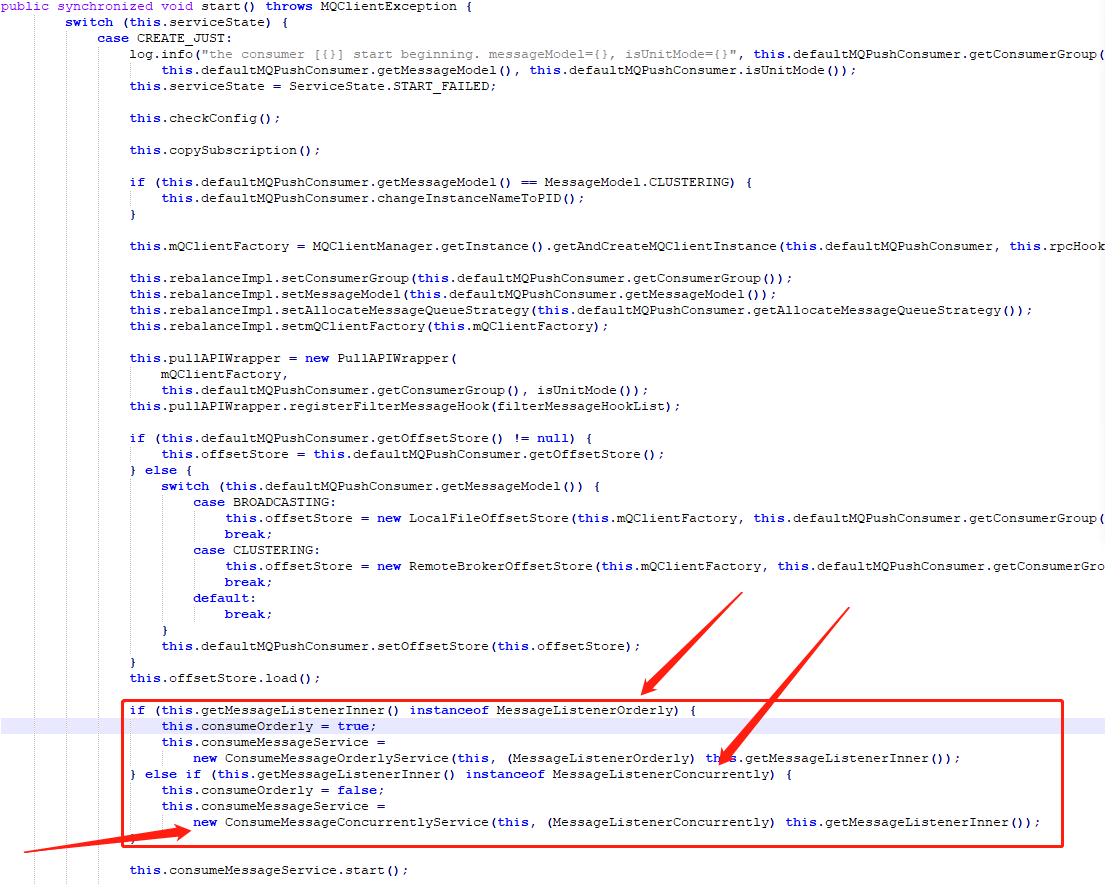 public synchronized void start() throws MQClientException {
switch (this.serviceState) {
case CREATE_JUST:
log.info("the consumer [{}] start beginning. messageModel={}, isUnitMode={}", this.defaultMQPushConsumer.getConsumerGroup(
this.defaultMQPushConsumer.getMessageModel(), this.defaultMQPushConsumer.isUnitMode());
this.serviceState = ServiceState.START_FAILED;
this.checkConfig();
this.copySubscription();
if (this.defaultMQPushConsumer.getMessageModel() == MessageModel.CLUSTERING) {
this.defaultMQPushConsumer.changeInstanceNameToPID();
}
this.mQClientFactory = MQClientManager.getInstance().getAndCreateMQClientInstance(this.defaultMQPushConsumer, this.rpcHook
this.rebalanceImpl.setConsumerGroup(this.defaultMQPushConsumer.getConsumerGroup());
this.rebalanceImpl.setMessageModel(this.defaultMQPushConsumer.getMessageModel());
this.rebalanceImpl.setAllocateMessageQueueStrategy(this.defaultMQPushConsumer.getAllocateMessageQueueStrategy());
this.rebalanceImpl.setmQClientFactory(this.mQClientFactory);
this.pullAPIWrapper = new PullAPIWrapper(
mQClientFactory,
this.defaultMQPushConsumer.getConsumerGroup(), isUnitMode());
this.pullAPIWrapper.registerFilterMessageHook(filterMessageHookList);
if (this.defaultMQPushConsumer.getOffsetStore() != null) {
this.offsetStore = this.defaultMQPushConsumer.getOffsetStore();
} else {
switch (this.defaultMQPushConsumer.getMessageModel()) {
case BROADCASTING:
this.offsetStore = new LocalFileOffsetStore(this.mQClientFactory, this.defaultMQPushConsumer.getConsumerGroup(
break;
case CLUSTERING:
this.offsetStore = new RemoteBrokerOffsetStore(this.mQClientFactory, this.defaultMQPushConsumer.getConsumerGro
break;
default:
break;
}
this.defaultMQPushConsumer.setOffsetStore(this.offsetStore);
}
this.offsetStore.load();
if (this.getMessageListenerInner() instanceof MessageListenerOrderly) {
this.consumeOrderly = true;
this.consumeMessageService =
new ConsumeMessageOrderlyService(this, (MessageListenerOrderly) this.getMessageListenerInner());
} else if (this.getMessageListenerInner() instanceof MessageListenerConcurrently) {
this.consumeOrderly = false;
this.consumeMessageService =
new ConsumeMessageConcurrentlyService(this, (MessageListenerConcurrently) this.getMessageListenerInner());
}
this.consumeMessageService.start();